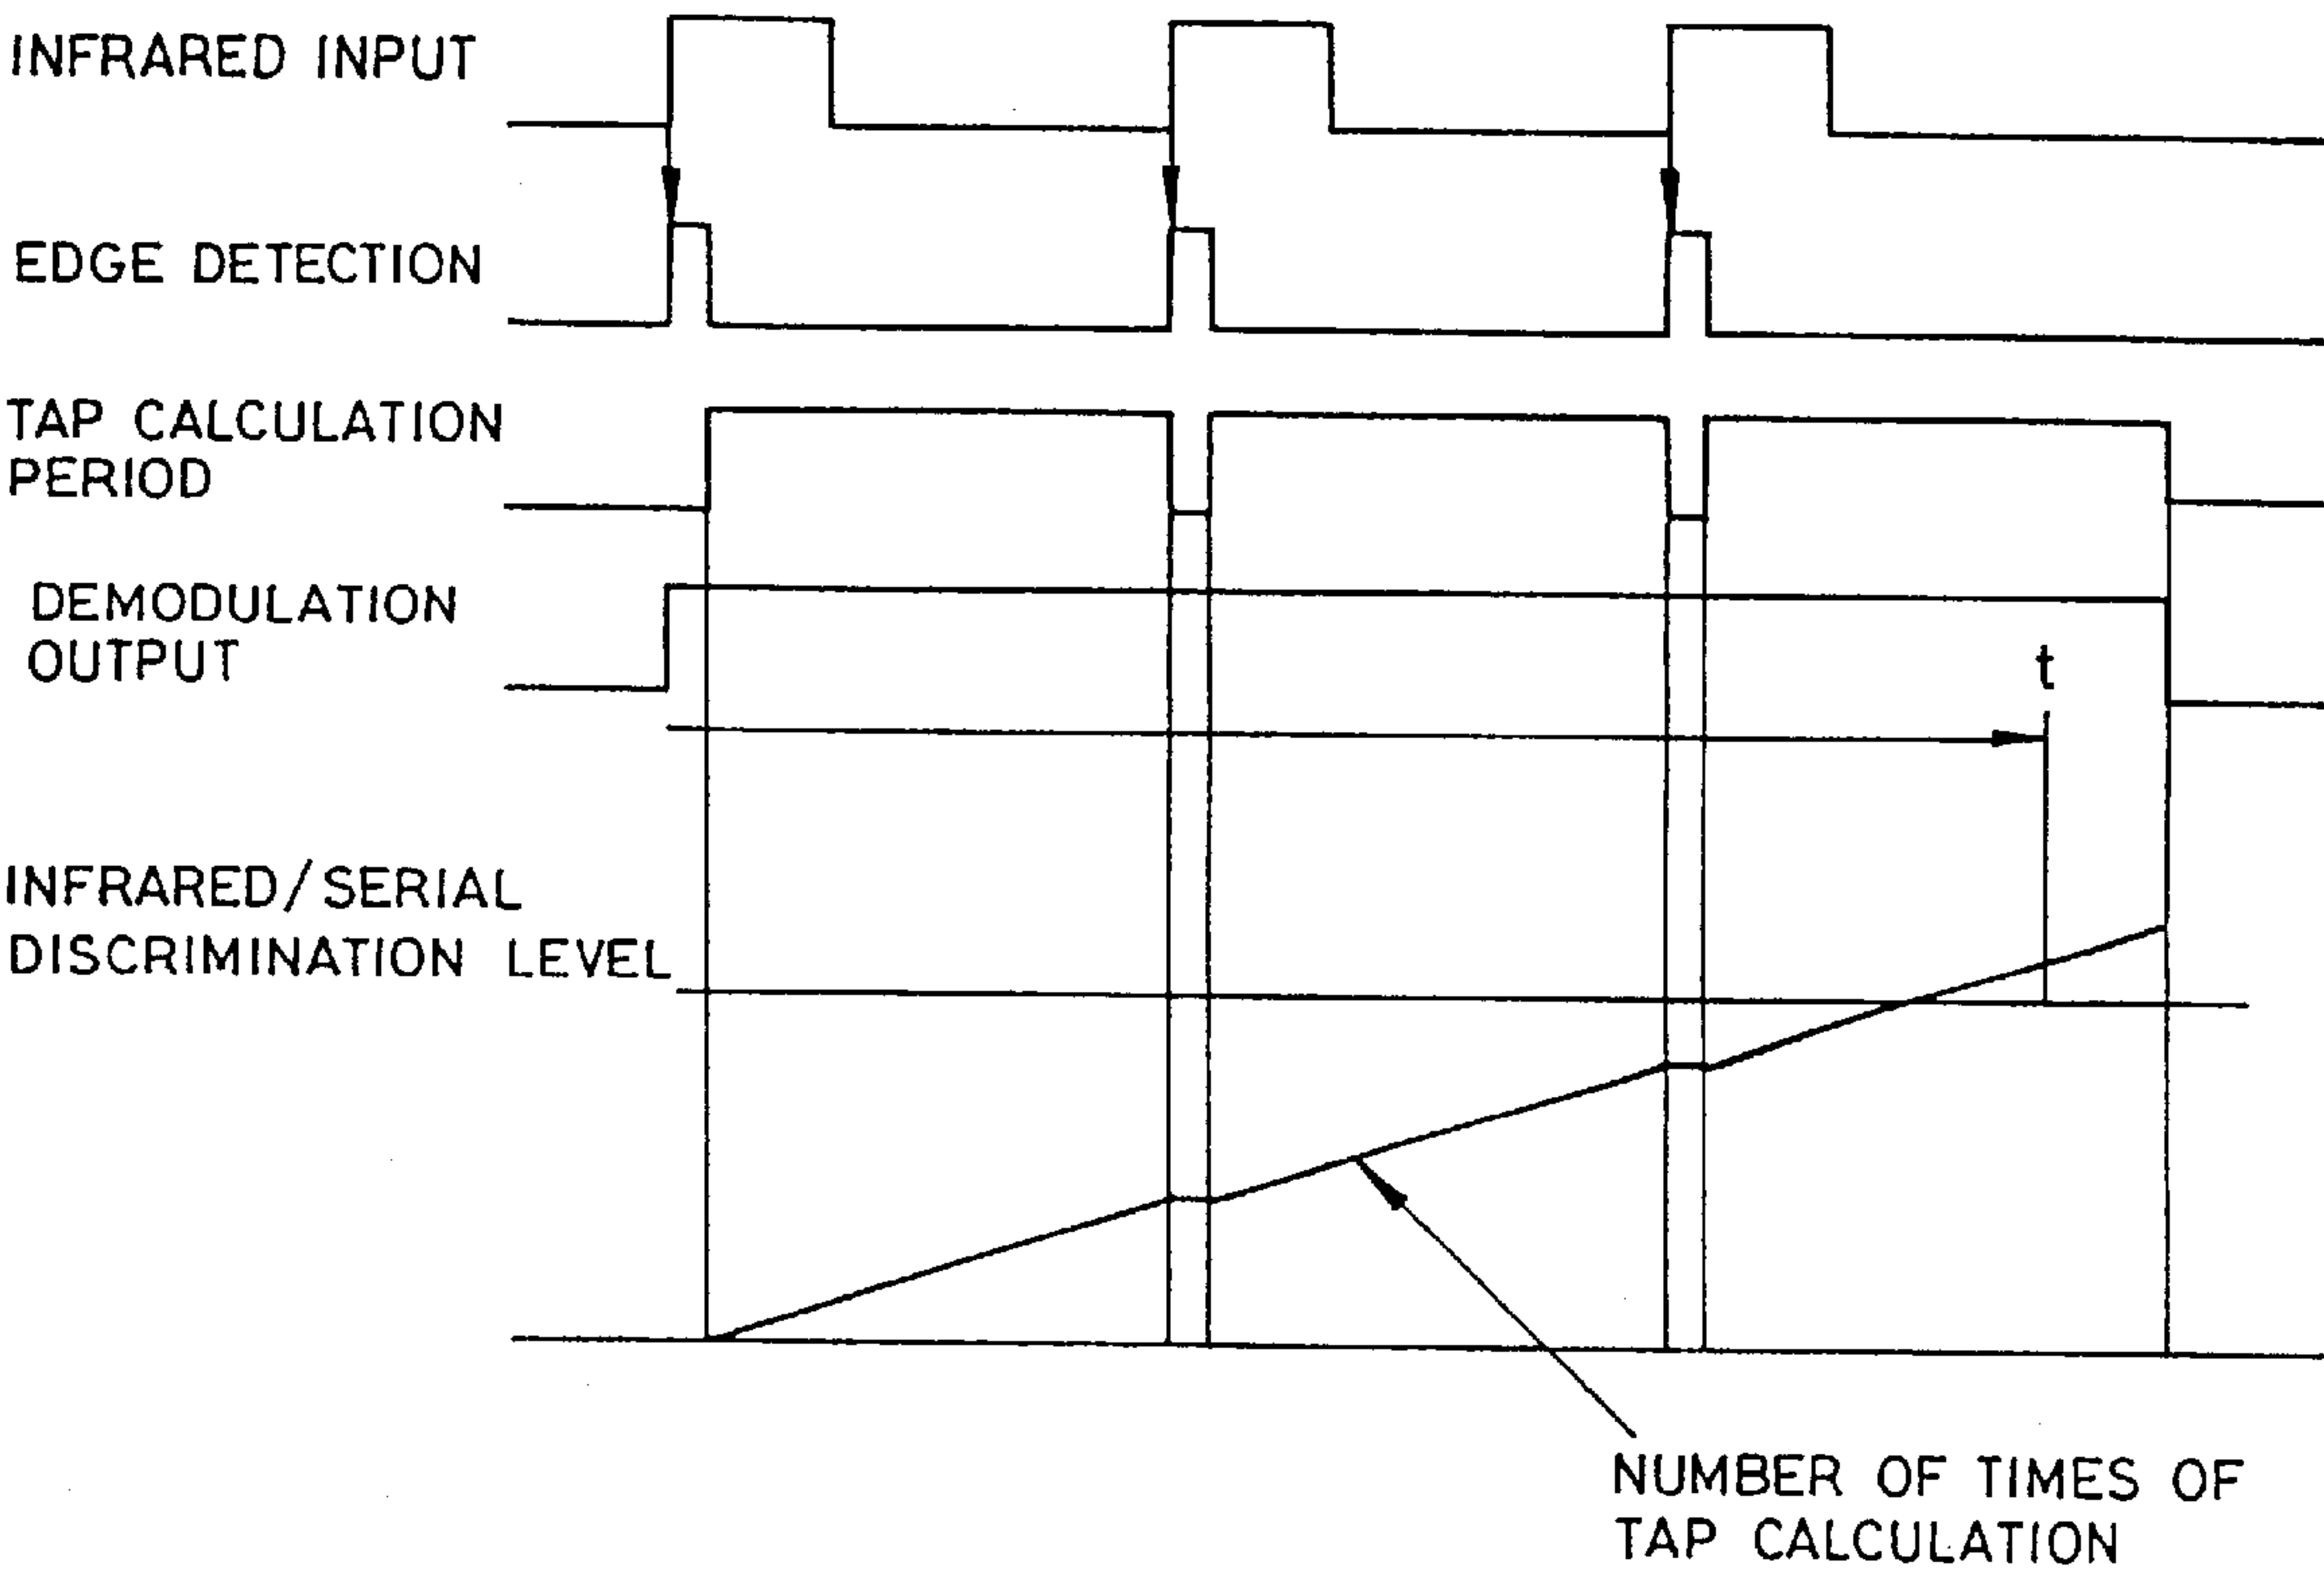 INFRARED INPUT
EDGE DETECTION
TAP CALCULATION
PERIOD
DEMODULATION
OUTPUT
t
INFRARED/SERIAL
DISCRIMINATION LEVEL
NUMBER OF TIMES OF
TAP CALCULATION